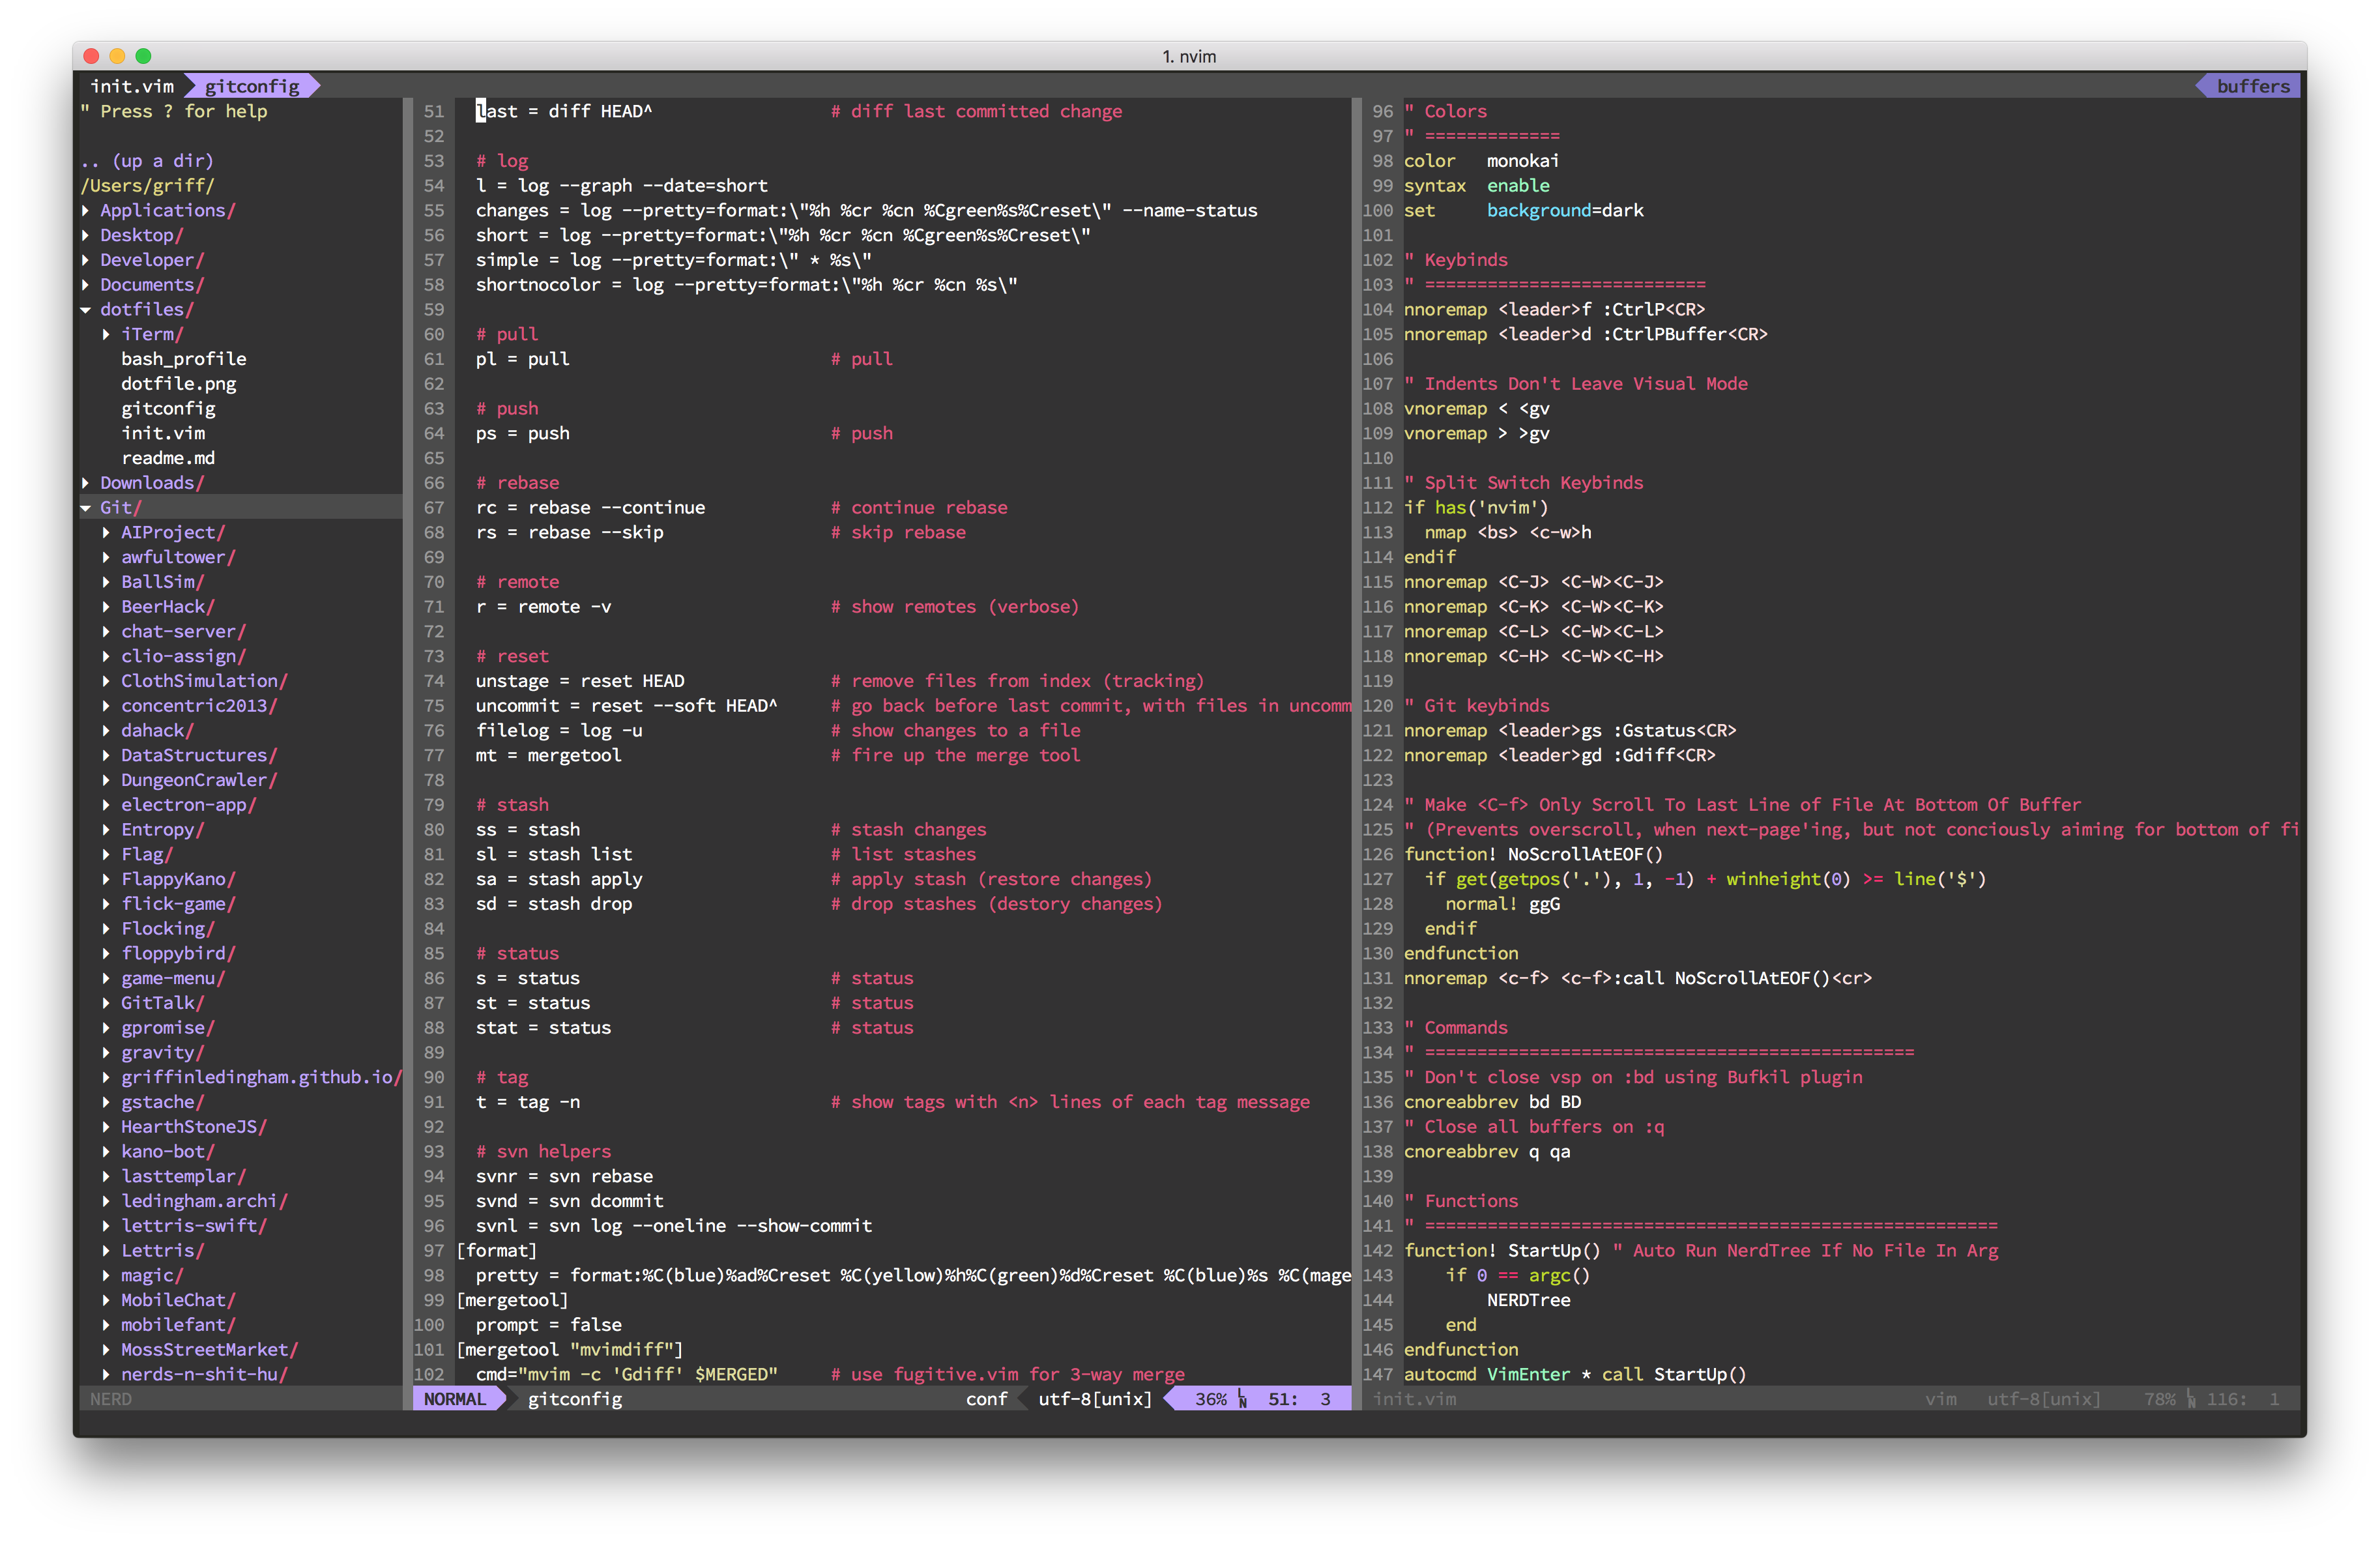 1. nvim
init.vim gitconfig buffers
" Press ? for help

.. (up a dir)
/Users/griff/
▸ Applications/
▸ Desktop/
▸ Developer/
▸ Documents/
▾ dotfiles/
  ▸ iTerm/
    bash_profile
    dotfile.png
    gitconfig
    init.vim
    readme.md
▸ Downloads/
▾ Git/
  ▸ AIProject/
  ▸ awfultower/
  ▸ BallSim/
  ▸ BeerHack/
  ▸ chat-server/
  ▸ clio-assign/
  ▸ ClothSimulation/
  ▸ concentric2013/
  ▸ dahack/
  ▸ DataStructures/
  ▸ DungeonCrawler/
  ▸ electron-app/
  ▸ Entropy/
  ▸ Flag/
  ▸ FlappyKano/
  ▸ flick-game/
  ▸ Flocking/
  ▸ floppybird/
  ▸ game-menu/
  ▸ GitTalk/
  ▸ gpromise/
  ▸ gravity/
  ▸ griffinledingham.github.io/
  ▸ gstache/
  ▸ HearthStoneJS/
  ▸ kano-bot/
  ▸ lasttemplar/
  ▸ ledingham.archi/
  ▸ lettris-swift/
  ▸ Lettris/
  ▸ magic/
  ▸ MobileChat/
  ▸ mobilefant/
  ▸ MossStreetMarket/
  ▸ nerds-n-shit-hu/
NERD
51 last = diff HEAD^ # diff last committed change
52
53 # log
54 l = log --graph --date=short
55 changes = log --pretty=format:\"%h %cr %cn %Cgreen%s%Creset\" --name-status
56 short = log --pretty=format:\"%h %cr %cn %Cgreen%s%Creset\"
57 simple = log --pretty=format:\" * %s\"
58 shortnocolor = log --pretty=format:\"%h %cr %cn %s\"
59
60 # pull
61 pl = pull # pull
62
63 # push
64 ps = push # push
65
66 # rebase
67 rc = rebase --continue # continue rebase
68 rs = rebase --skip # skip rebase
69
70 # remote
71 r = remote -v # show remotes (verbose)
72
73 # reset
74 unstage = reset HEAD # remove files from index (tracking)
75 uncommit = reset --soft HEAD^ # go back before last commit, with files in uncomm
76 filelog = log -u # show changes to a file
77 mt = mergetool # fire up the merge tool
78
79 # stash
80 ss = stash # stash changes
81 sl = stash list # list stashes
82 sa = stash apply # apply stash (restore changes)
83 sd = stash drop # drop stashes (destory changes)
84
85 # status
86 s = status # status
87 st = status # status
88 stat = status # status
89
90 # tag
91 t = tag -n # show tags with <n> lines of each tag message
92
93 # svn helpers
94 svnr = svn rebase
95 svnd = svn dcommit
96 svnl = svn log --oneline --show-commit
97 [format]
98 pretty = format:%C(blue)%ad%Creset %C(yellow)%h%C(green)%d%Creset %C(blue)%s %C(mage
99 [mergetool]
100 prompt = false
101 [mergetool "mvimdiff"]
102 cmd="mvim -c 'Gdiff' $MERGED" # use fugitive.vim for 3-way merge
NORMAL gitconfig conf utf-8[unix] 36% 51: 3
96 " Colors
97 " =============
98 color   monokai
99 syntax  enable
100 set     background=dark
101
102 " Keybinds
103 " ===========================
104 nnoremap <leader>f :CtrlP<CR>
105 nnoremap <leader>d :CtrlPBuffer<CR>
106
107 " Indents Don't Leave Visual Mode
108 vnoremap < <gv
109 vnoremap > >gv
110
111 " Split Switch Keybinds
112 if has('nvim')
113   nmap <bs> <c-w>h
114 endif
115 nnoremap <C-J> <C-W><C-J>
116 nnoremap <C-K> <C-W><C-K>
117 nnoremap <C-L> <C-W><C-L>
118 nnoremap <C-H> <C-W><C-H>
119
120 " Git keybinds
121 nnoremap <leader>gs :Gstatus<CR>
122 nnoremap <leader>gd :Gdiff<CR>
123
124 " Make <C-f> Only Scroll To Last Line of File At Bottom Of Buffer
125 " (Prevents overscroll, when next-page'ing, but not conciously aiming for bottom of fi
126 function! NoScrollAtEOF()
127   if get(getpos('.'), 1, -1) + winheight(0) >= line('$')
128     normal! ggG
129   endif
130 endfunction
131 nnoremap <c-f> <c-f>:call NoScrollAtEOF()<cr>
132
133 " Commands
134 " ===============================================
135 " Don't close vsp on :bd using Bufkil plugin
136 cnoreabbrev bd BD
137 " Close all buffers on :q
138 cnoreabbrev q qa
139
140 " Functions
141 " =======================================================
142 function! StartUp() " Auto Run NerdTree If No File In Arg
143     if 0 == argc()
144         NERDTree
145     end
146 endfunction
147 autocmd VimEnter * call StartUp()
init.vim vim utf-8[unix] 78% 116: 1